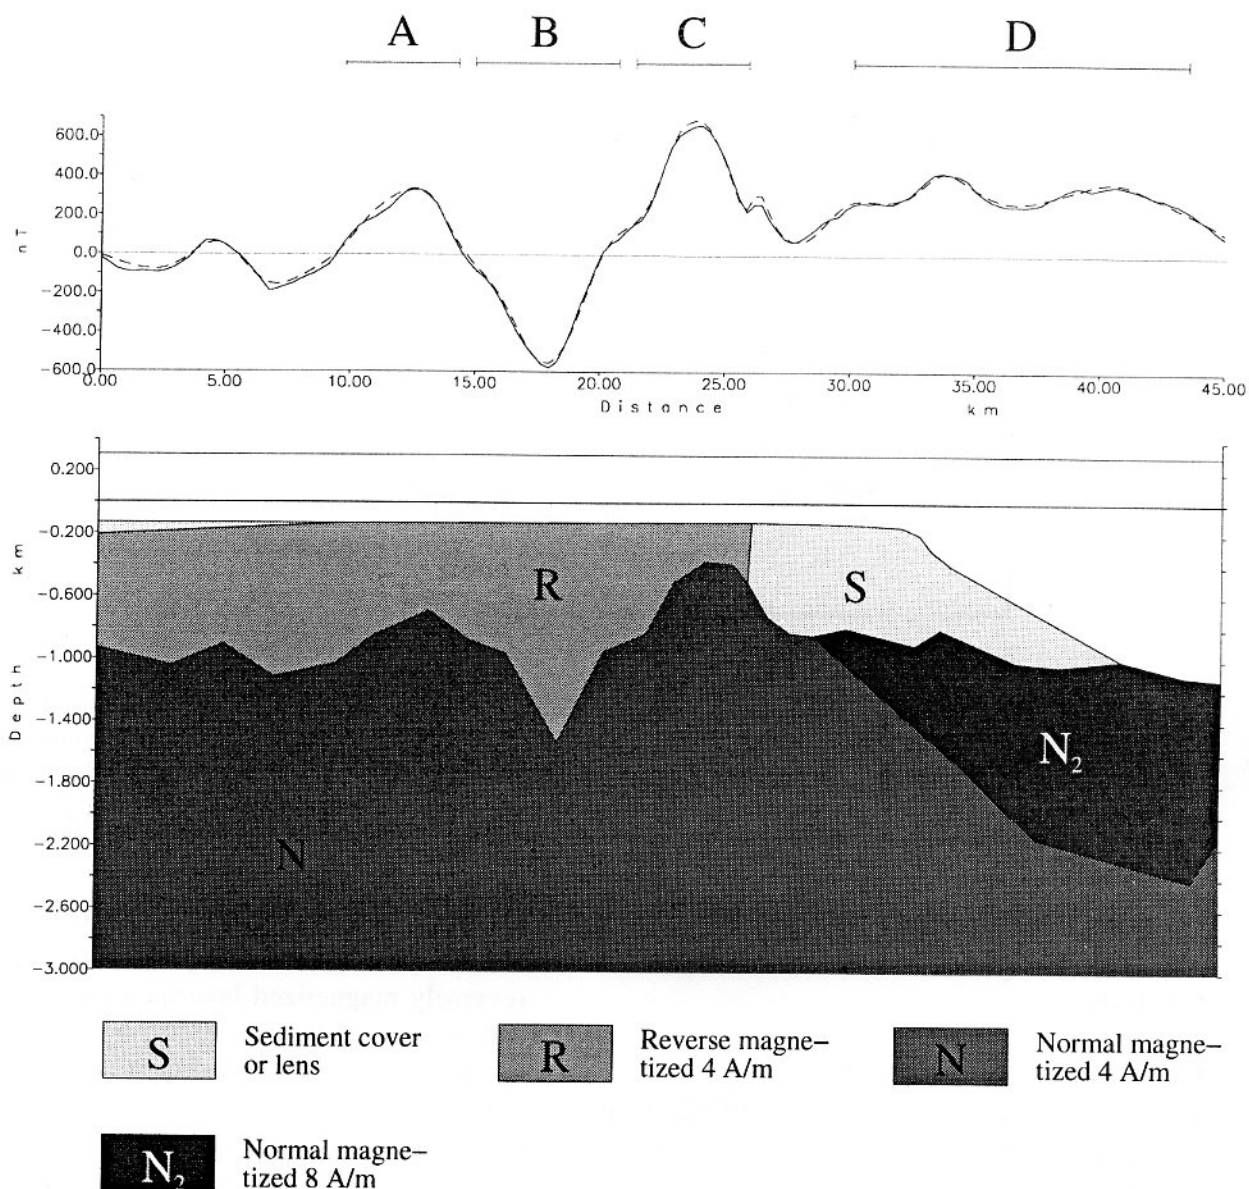 A B C D
nT
600.0
400.0
200.0
0.0
−200.0
−400.0
−600.0
0.00 5.00 10.00 15.00 20.00 25.00 30.00 35.00 40.00 45.00
Distance km
Depth km
0.200
−0.200
−0.600
−1.000
−1.400
−1.800
−2.200
−2.600
−3.000
R
S
N₂
N
S Sediment cover
or lens
R Reverse magne−
tized 4 A/m
N Normal magne−
tized 4 A/m
N₂ Normal magne−
tized 8 A/m